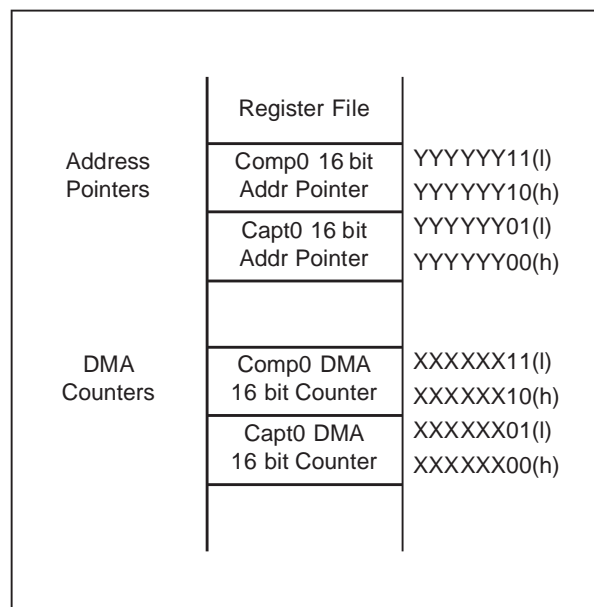 Register File
Address
Pointers
Comp0 16 bit
Addr Pointer
YYYYYY11(l)
YYYYYY10(h)
Capt0 16 bit
Addr Pointer
YYYYYY01(l)
YYYYYY00(h)
DMA
Counters
Comp0 DMA
16 bit Counter
XXXXXX11(l)
XXXXXX10(h)
Capt0 DMA
16 bit Counter
XXXXXX01(l)
XXXXXX00(h)